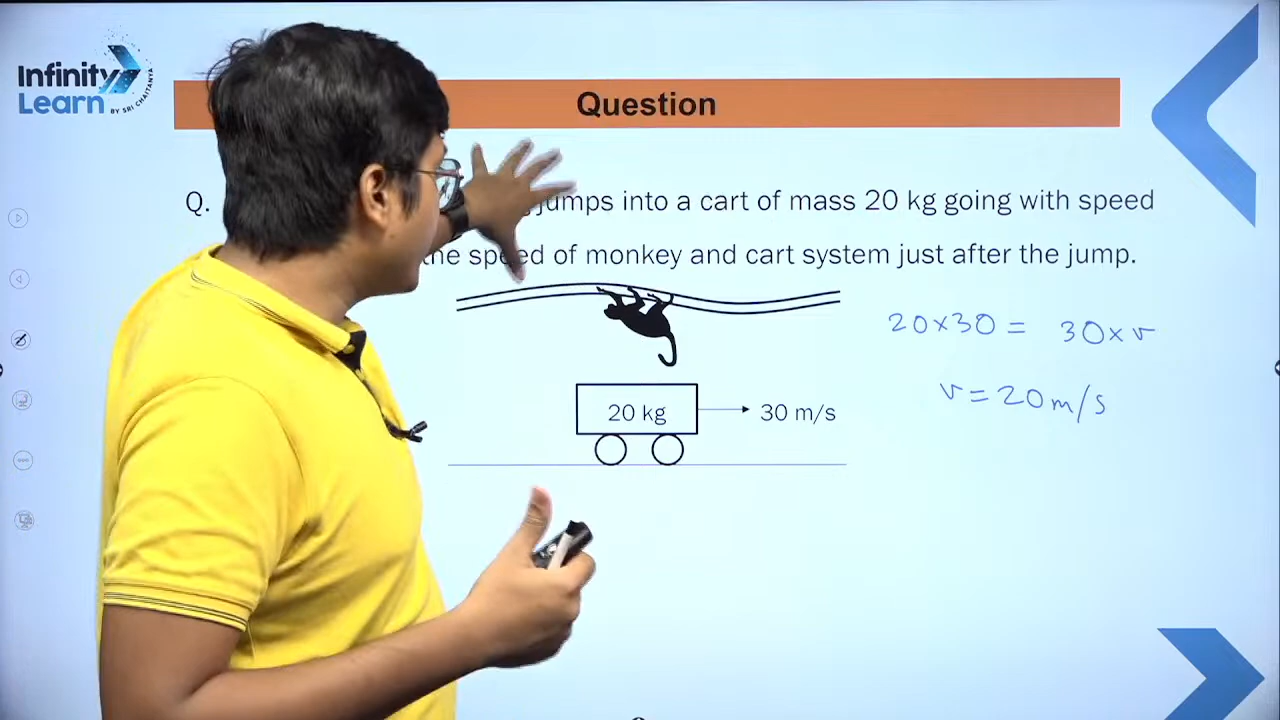 Infinity
Learn
BY SRI CHAITANYA
Question
Q. jumps into a cart of mass 20 kg going with speed
the speed of monkey and cart system just after the jump.
20×30 = 30×v
v = 20 m/s
20 kg
30 m/s